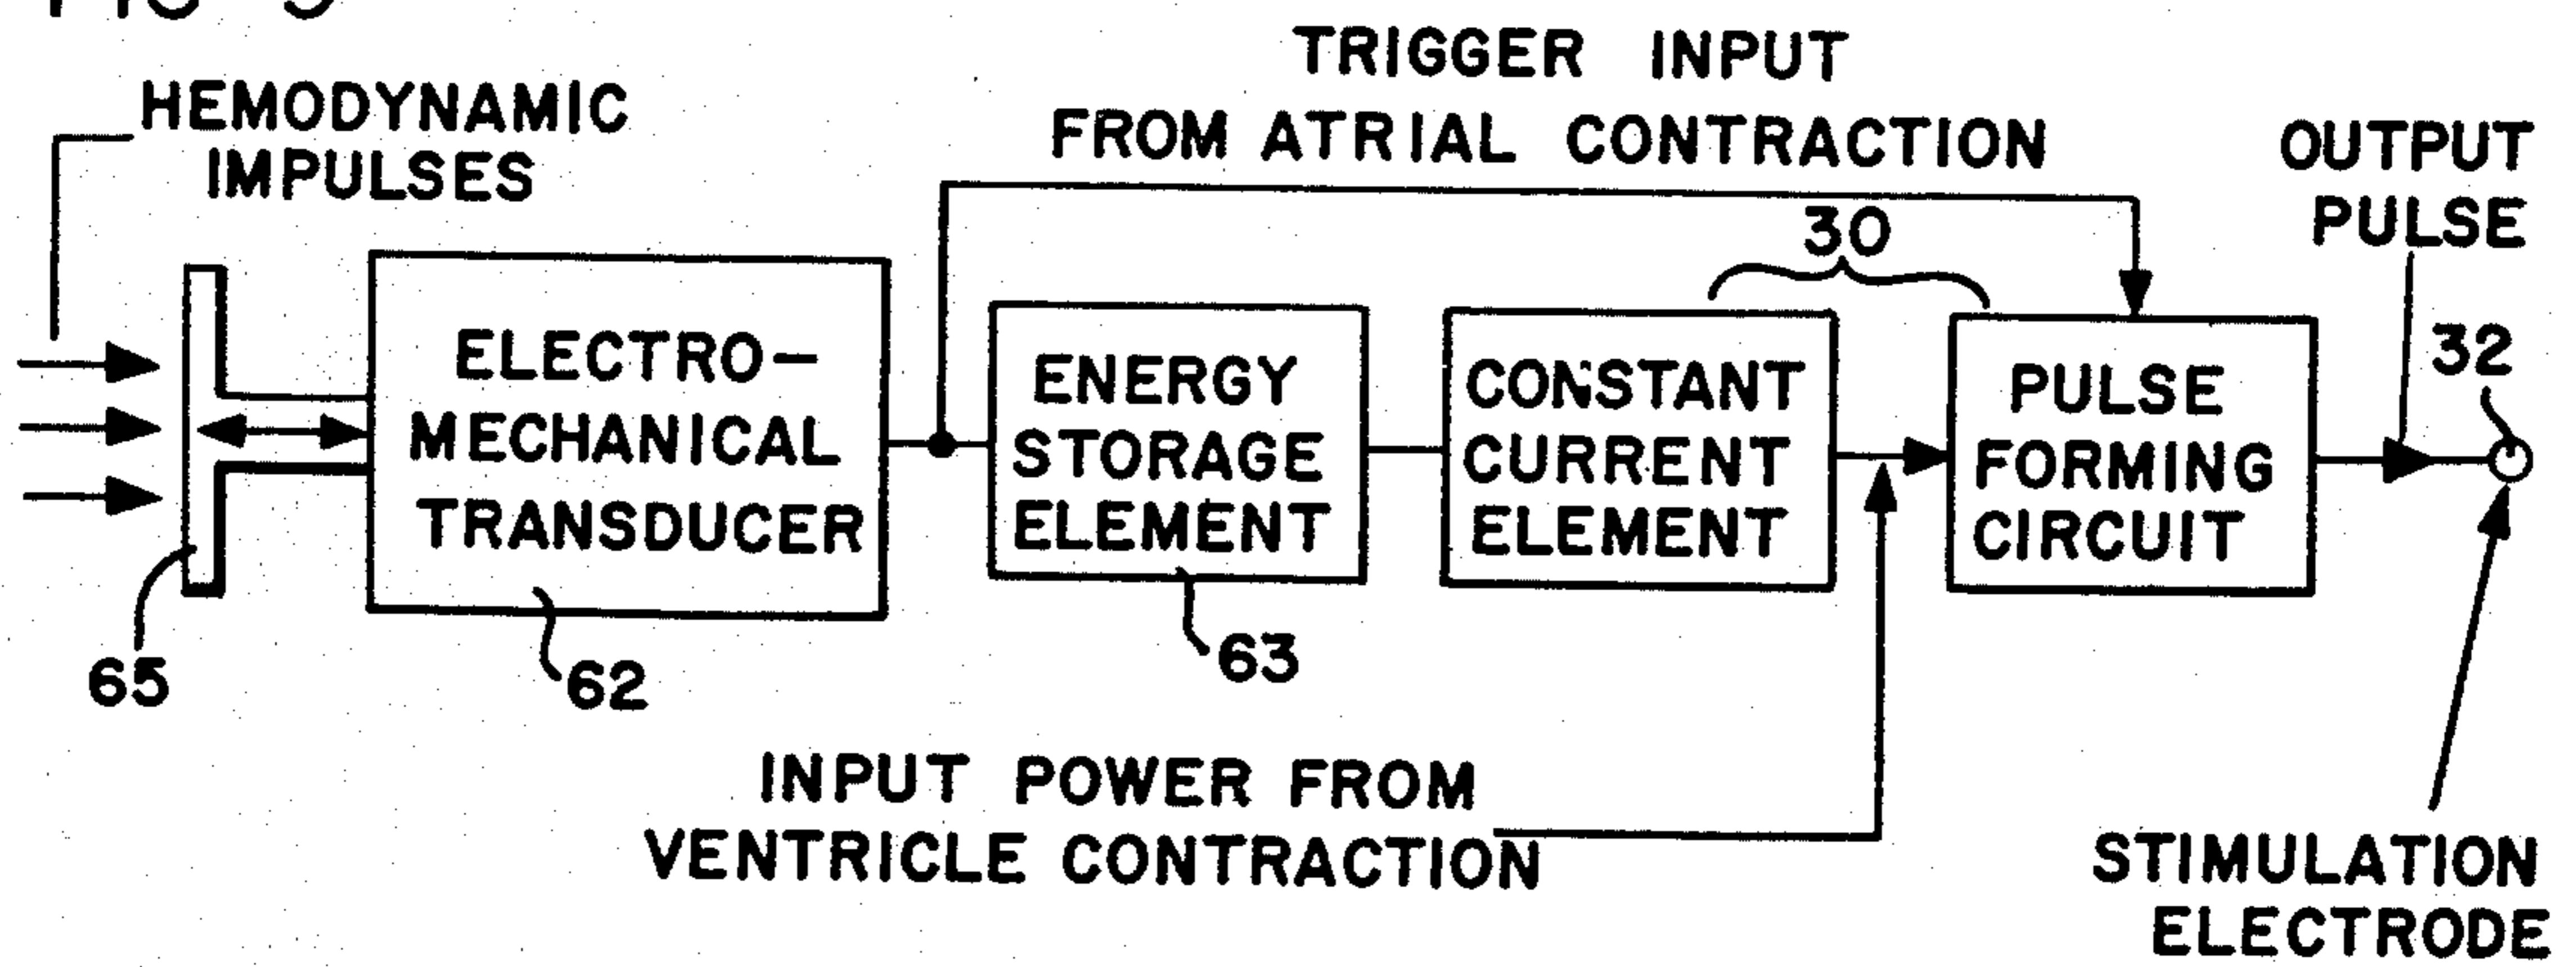 HEMODYNAMIC
IMPULSES
TRIGGER INPUT
FROM ATRIAL CONTRACTION
OUTPUT
PULSE
30
32
ELECTRO-
MECHANICAL
TRANSDUCER
ENERGY
STORAGE
ELEMENT
CONSTANT
CURRENT
ELEMENT
PULSE
FORMING
CIRCUIT
65
62
63
INPUT POWER FROM
VENTRICLE CONTRACTION
STIMULATION
ELECTRODE